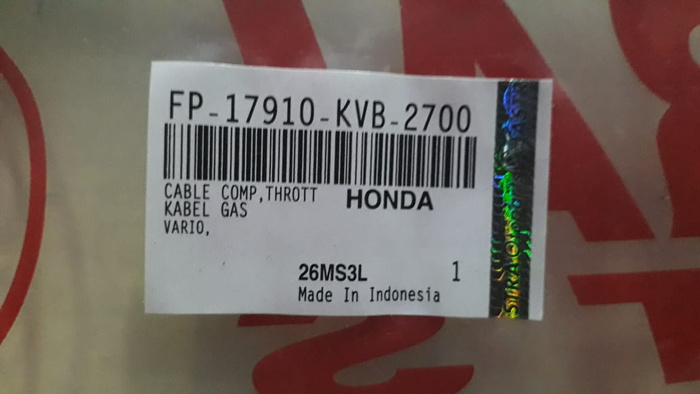 FP-17910-KVB-2700
CABLE COMP,THROTT
HONDA
KABEL GAS
VARIO,
26MS3L 1
Made In Indonesia